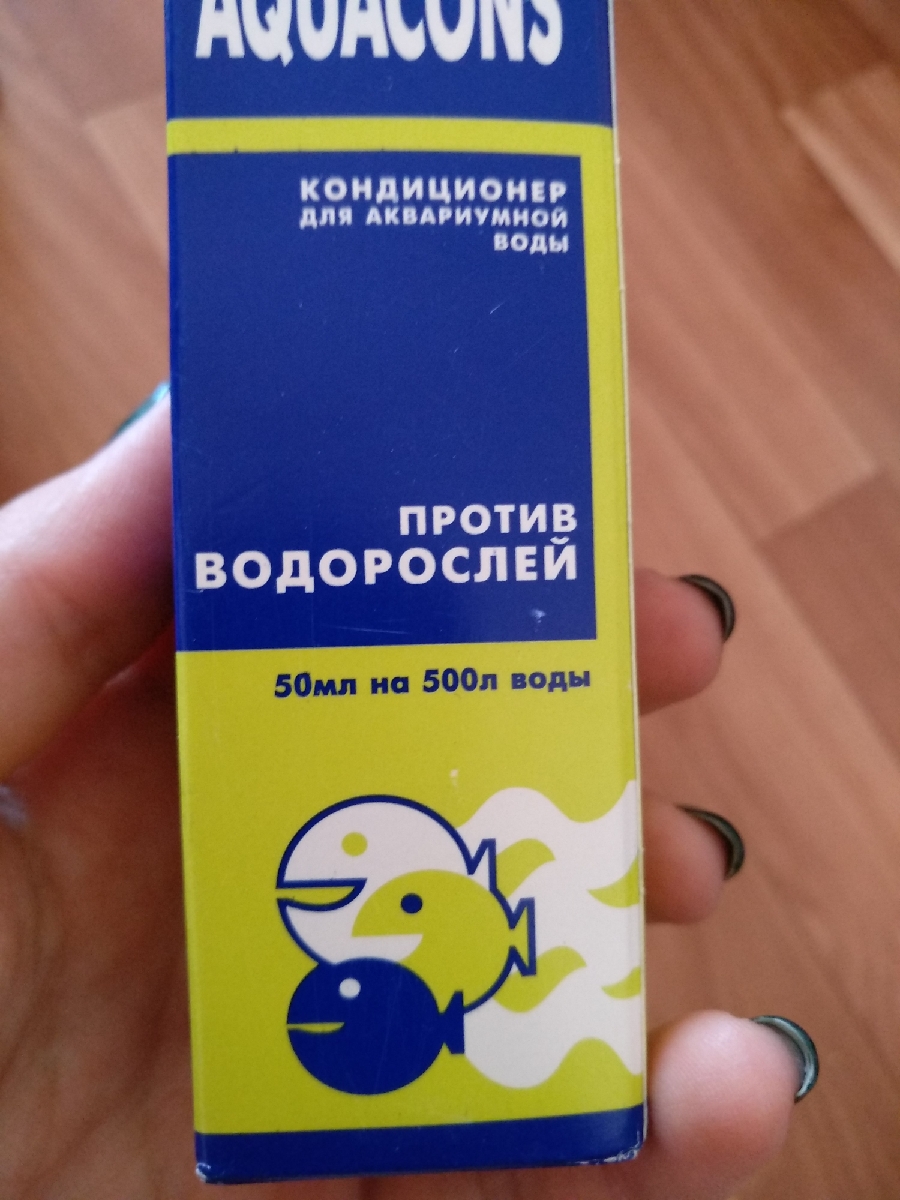 AQUACONS
КОНДИЦИОНЕР
ДЛЯ АКВАРИУМНОЙ
ВОДЫ
ПРОТИВ
ВОДОРОСЛЕЙ
50мл на 500л воды